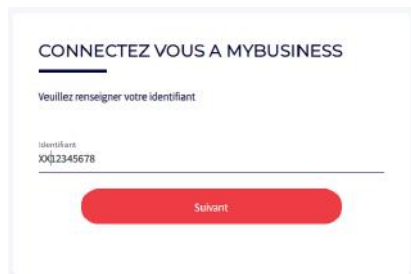 CONNECTEZ VOUS A MYBUSINESS
Veuillez renseigner votre identifiant
Identifiant
XX12345678
Suivant